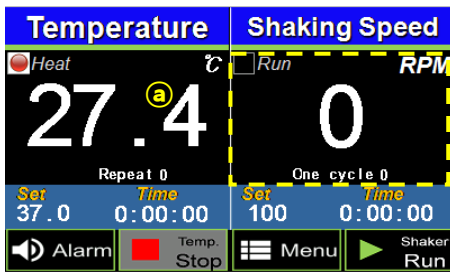 Temperature
Heat
℃
27.4
ⓐ
Repeat 0
Set
Time
37.0
0:00:00
Alarm
Temp.
Stop
Shaking Speed
Run
RPM
0
One cycle 0
Set
Time
100
0:00:00
Menu
Shaker
Run